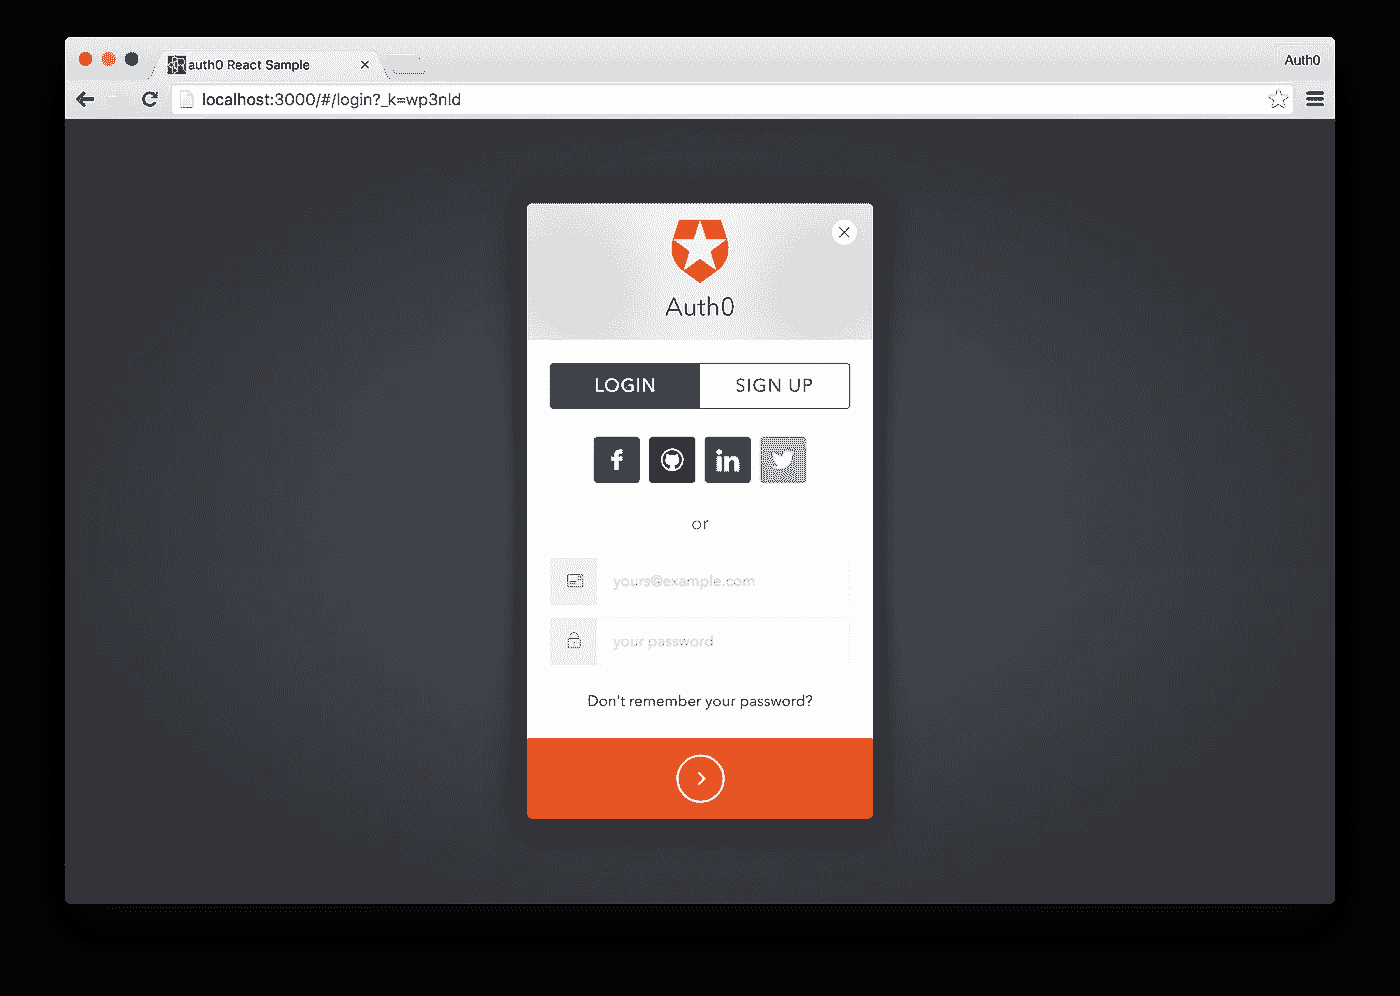 auth0 React Sample
Auth0
localhost:3000/#/login?_k=wp3nld
Auth0
LOGIN
SIGN UP
f
in
or
yours@example.com
your password
Don't remember your password?